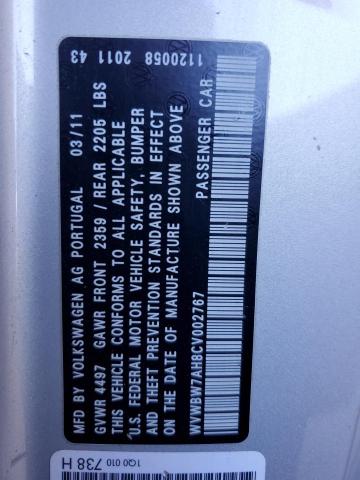 1120058 2011 43
MFD BY VOLKSWAGEN AG PORTUGAL 03/11
GVWR 4497 GAWR FRONT 2359 / REAR 2205 LBS
THIS VEHICLE CONFORMS TO ALL APPLICABLE
U.S. FEDERAL MOTOR VEHICLE SAFETY, BUMPER
AND THEFT PREVENTION STANDARDS IN EFFECT
ON THE DATE OF MANUFACTURE SHOWN ABOVE
WVWBW7AH8CV002767 PASSENGER CAR
1Q0 010 738 H